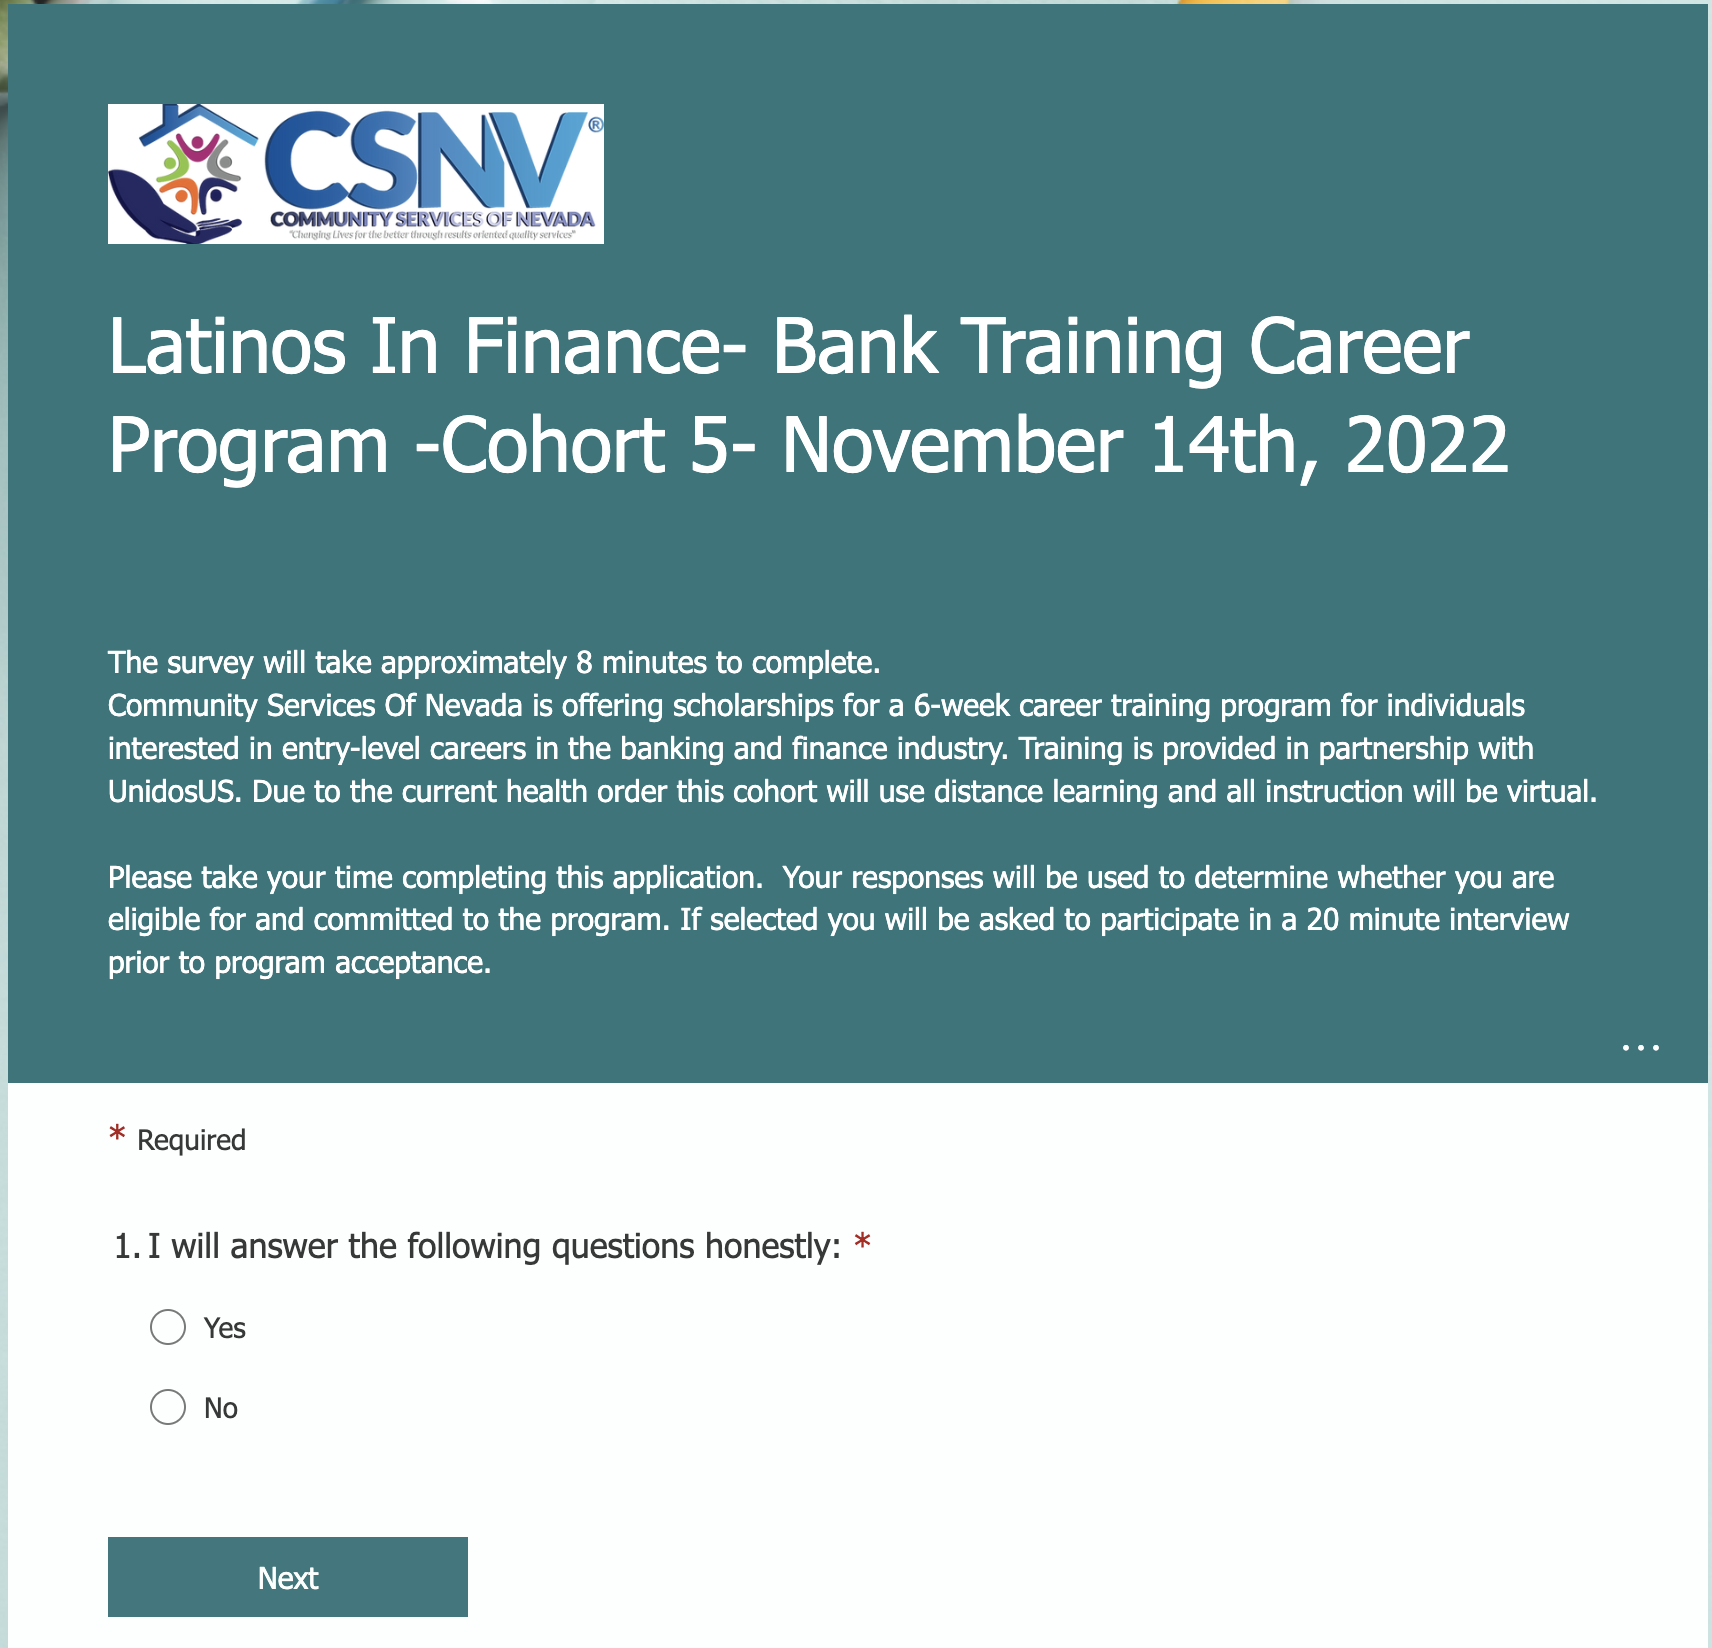 CSNV®
COMMUNITY SERVICES OF NEVADA
"Changing Lives for the better through results oriented quality services"
Latinos In Finance- Bank Training Career
Program -Cohort 5- November 14th, 2022
The survey will take approximately 8 minutes to complete.
Community Services Of Nevada is offering scholarships for a 6-week career training program for individuals
interested in entry-level careers in the banking and finance industry. Training is provided in partnership with
UnidosUS. Due to the current health order this cohort will use distance learning and all instruction will be virtual.
Please take your time completing this application.  Your responses will be used to determine whether you are
eligible for and committed to the program. If selected you will be asked to participate in a 20 minute interview
prior to program acceptance.
...
* Required
1. I will answer the following questions honestly: *
Yes
No
Next